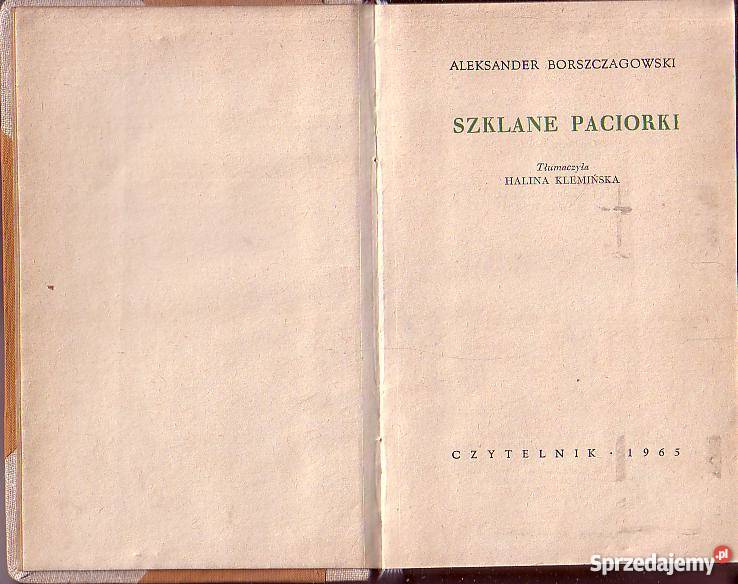 ALEKSANDER BORSZCZAGOWSKI
SZKLANE PACIORKI
Tłumaczyła
HALINA KLEMIŃSKA
CZYTELNIK · 1965
Sprzedajemy.pl